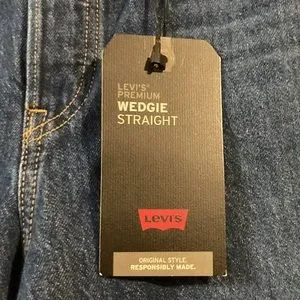 LEVI'S®
PREMIUM
WEDGIE
STRAIGHT
Levi's
ORIGINAL STYLE.
RESPONSIBLY MADE.